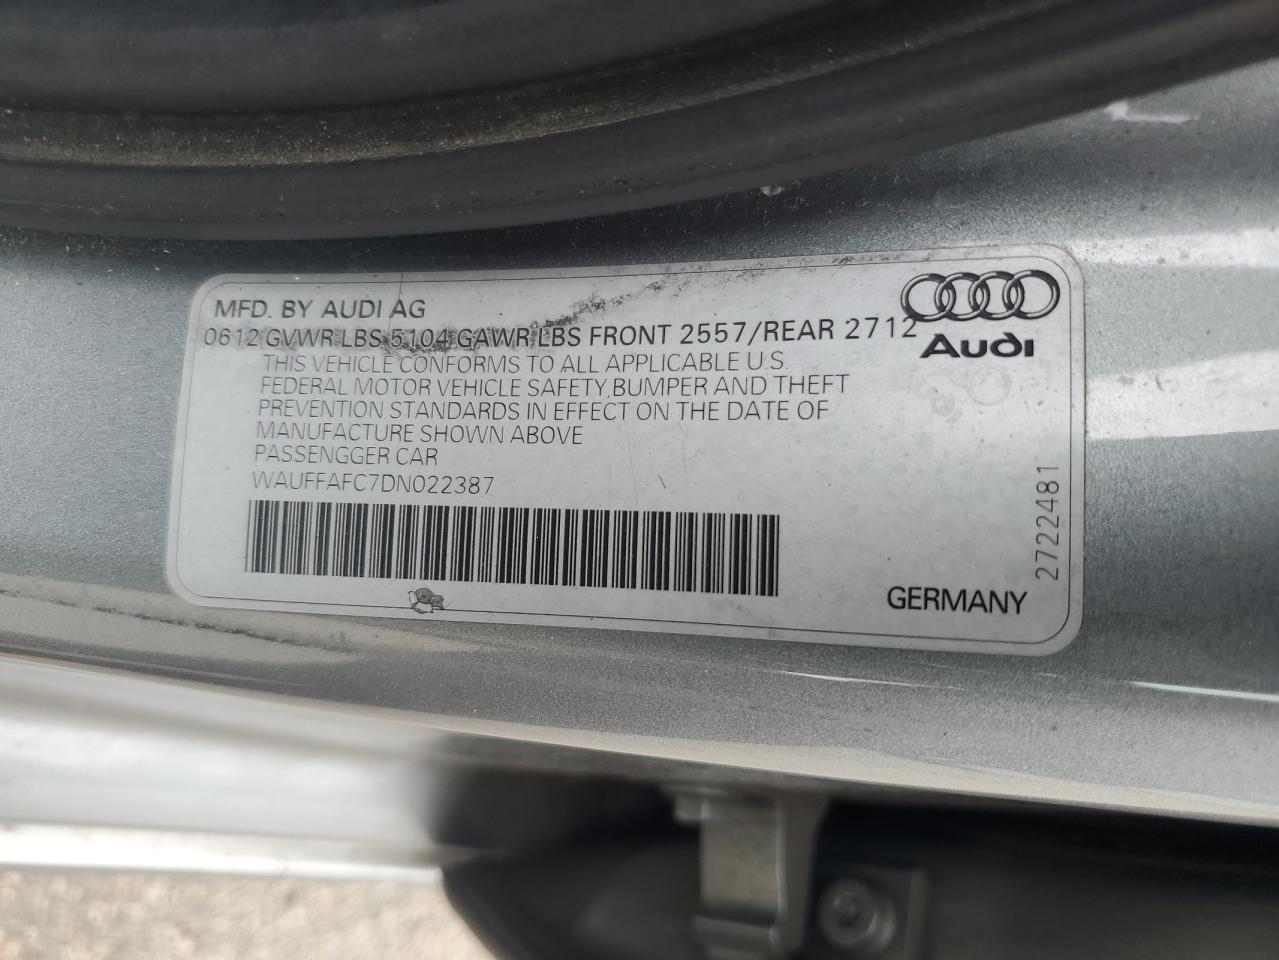 MFD. BY AUDI AG
0612 GVWR LBS 5104 GAWR LBS FRONT 2557/REAR 2712
Audi
THIS VEHICLE CONFORMS TO ALL APPLICABLE U.S.
FEDERAL MOTOR VEHICLE SAFETY, BUMPER AND THEFT
PREVENTION STANDARDS IN EFFECT ON THE DATE OF
MANUFACTURE SHOWN ABOVE
PASSENGGER CAR
WAUFFAFC7DN022387
27222481
GERMANY